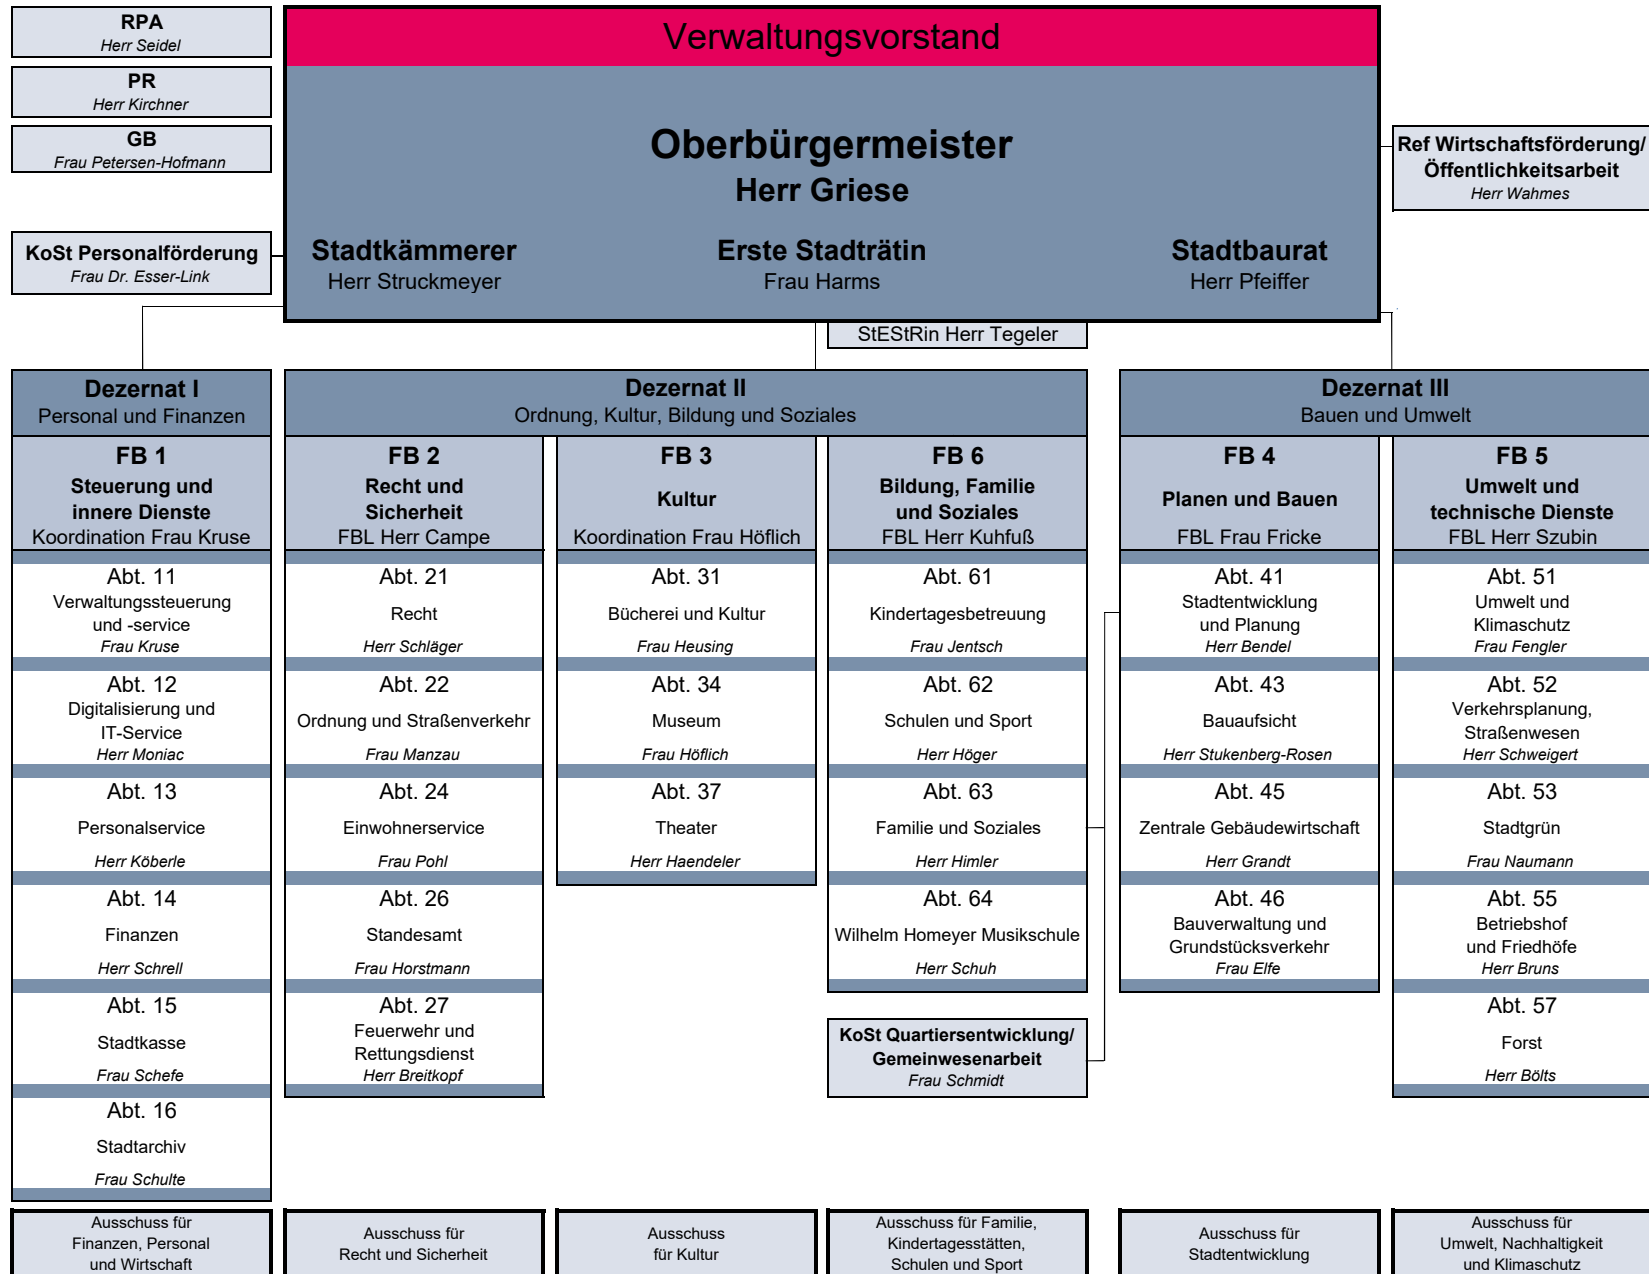 RPA
Herr Seidel
PR
Herr Kirchner
GB
Frau Petersen-Hofmann
KoSt Personalförderung
Frau Dr. Esser-Link
Verwaltungsvorstand
Oberbürgermeister
Herr Griese
Stadtkämmerer
Herr Struckmeyer
Erste Stadträtin
Frau Harms
Stadtbaurat
Herr Pfeiffer
Ref Wirtschaftsförderung/
Öffentlichkeitsarbeit
Herr Wahmes
StEStRin Herr Tegeler
Dezernat I
Personal und Finanzen
Dezernat II
Ordnung, Kultur, Bildung und Soziales
Dezernat III
Bauen und Umwelt
FB 1
Steuerung und
innere Dienste
Koordination Frau Kruse
Abt. 11
Verwaltungssteuerung
und -service
Frau Kruse
Abt. 12
Digitalisierung und
IT-Service
Herr Moniac
Abt. 13
Personalservice
Herr Köberle
Abt. 14
Finanzen
Herr Schrell
Abt. 15
Stadtkasse
Frau Schefe
Abt. 16
Stadtarchiv
Frau Schulte
FB 2
Recht und
Sicherheit
FBL Herr Campe
Abt. 21
Recht
Herr Schläger
Abt. 22
Ordnung und Straßenverkehr
Frau Manzau
Abt. 24
Einwohnerservice
Frau Pohl
Abt. 26
Standesamt
Frau Horstmann
Abt. 27
Feuerwehr und
Rettungsdienst
Herr Breitkopf
FB 3
Kultur
Koordination Frau Höflich
Abt. 31
Bücherei und Kultur
Frau Heusing
Abt. 34
Museum
Frau Höflich
Abt. 37
Theater
Herr Haendeler
FB 6
Bildung, Familie
und Soziales
FBL Herr Kuhfuß
Abt. 61
Kindertagesbetreuung
Frau Jentsch
Abt. 62
Schulen und Sport
Herr Höger
Abt. 63
Familie und Soziales
Herr Himler
Abt. 64
Wilhelm Homeyer Musikschule
Herr Schuh
KoSt Quartiersentwicklung/
Gemeinwesenarbeit
Frau Schmidt
FB 4
Planen und Bauen
FBL Frau Fricke
Abt. 41
Stadtentwicklung
und Planung
Herr Bendel
Abt. 43
Bauaufsicht
Herr Stukenberg-Rosen
Abt. 45
Zentrale Gebäudewirtschaft
Herr Grandt
Abt. 46
Bauverwaltung und
Grundstücksverkehr
Frau Elfe
FB 5
Umwelt und
technische Dienste
FBL Herr Szubin
Abt. 51
Umwelt und
Klimaschutz
Frau Fengler
Abt. 52
Verkehrsplanung,
Straßenwesen
Herr Schweigert
Abt. 53
Stadtgrün
Frau Naumann
Abt. 55
Betriebshof
und Friedhöfe
Herr Bruns
Abt. 57
Forst
Herr Bölts
Ausschuss für
Finanzen, Personal
und Wirtschaft
Ausschuss für
Recht und Sicherheit
Ausschuss
für Kultur
Ausschuss für Familie,
Kindertagesstätten,
Schulen und Sport
Ausschuss für
Stadtentwicklung
Ausschuss für
Umwelt, Nachhaltigkeit
und Klimaschutz